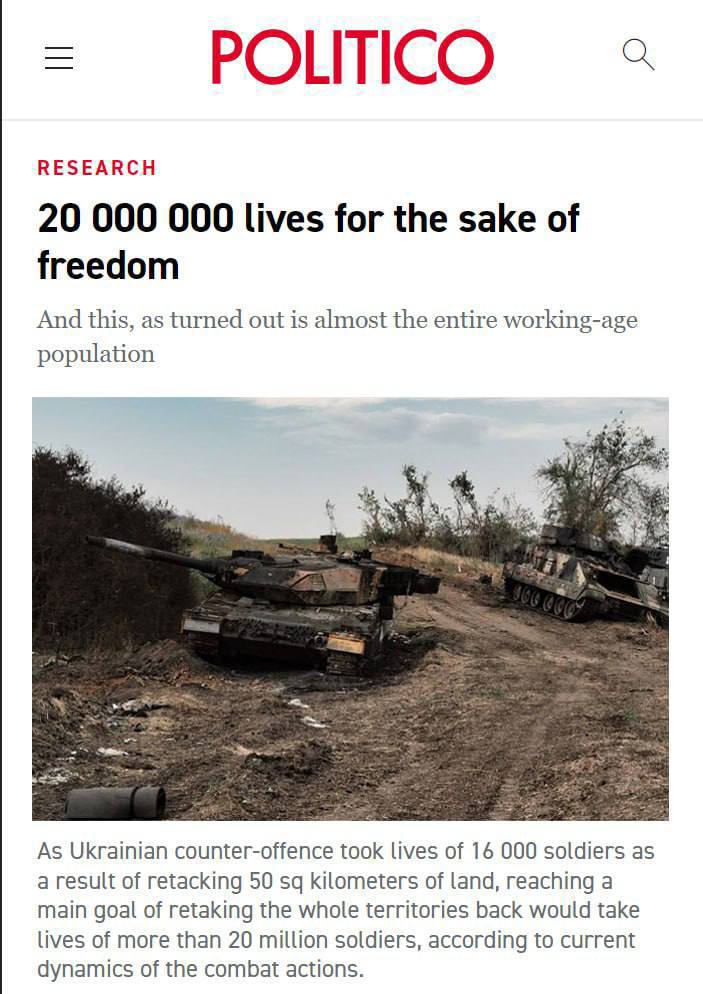 POLITICO
RESEARCH
20 000 000 lives for the sake of
freedom
And this, as turned out is almost the entire working-age
population
As Ukrainian counter-offence took lives of 16 000 soldiers as
a result of retacking 50 sq kilometers of land, reaching a
main goal of retaking the whole territories back would take
lives of more than 20 million soldiers, according to current
dynamics of the combat actions.